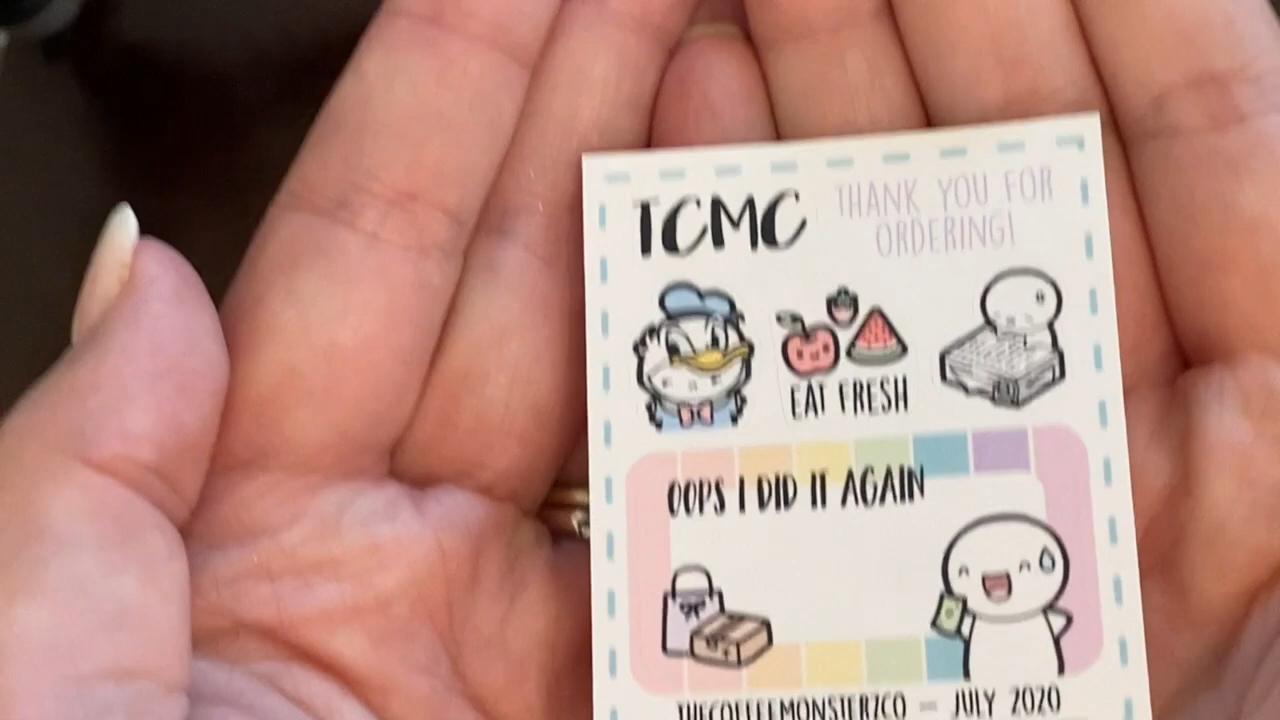 TCMC
THANK YOU FOR
ORDERING!
EAT FRESH
OOPS I DID IT AGAIN
THECOFFEEMONSTERZCO — JULY 2020